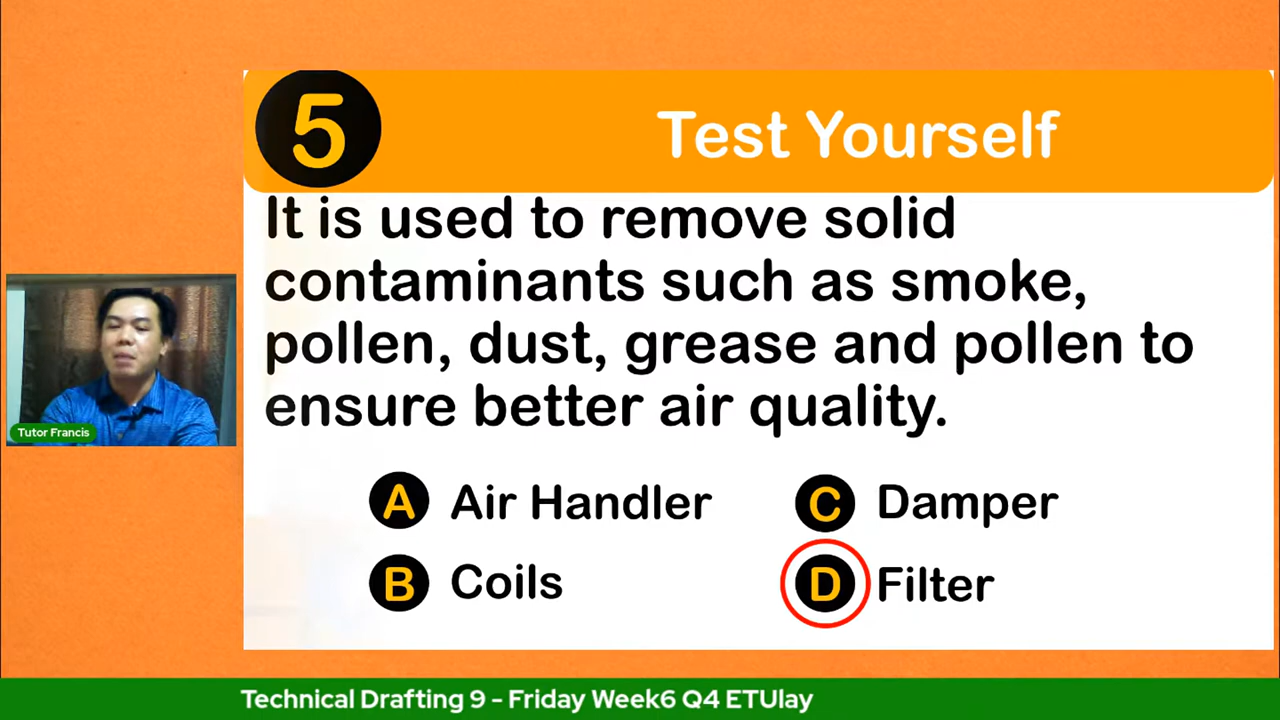 5
Test Yourself
It is used to remove solid
contaminants such as smoke,
pollen, dust, grease and pollen to
ensure better air quality.
A Air Handler
B Coils
C Damper
D Filter
Tutor Francis
Technical Drafting 9 - Friday Week6 Q4 ETUlay